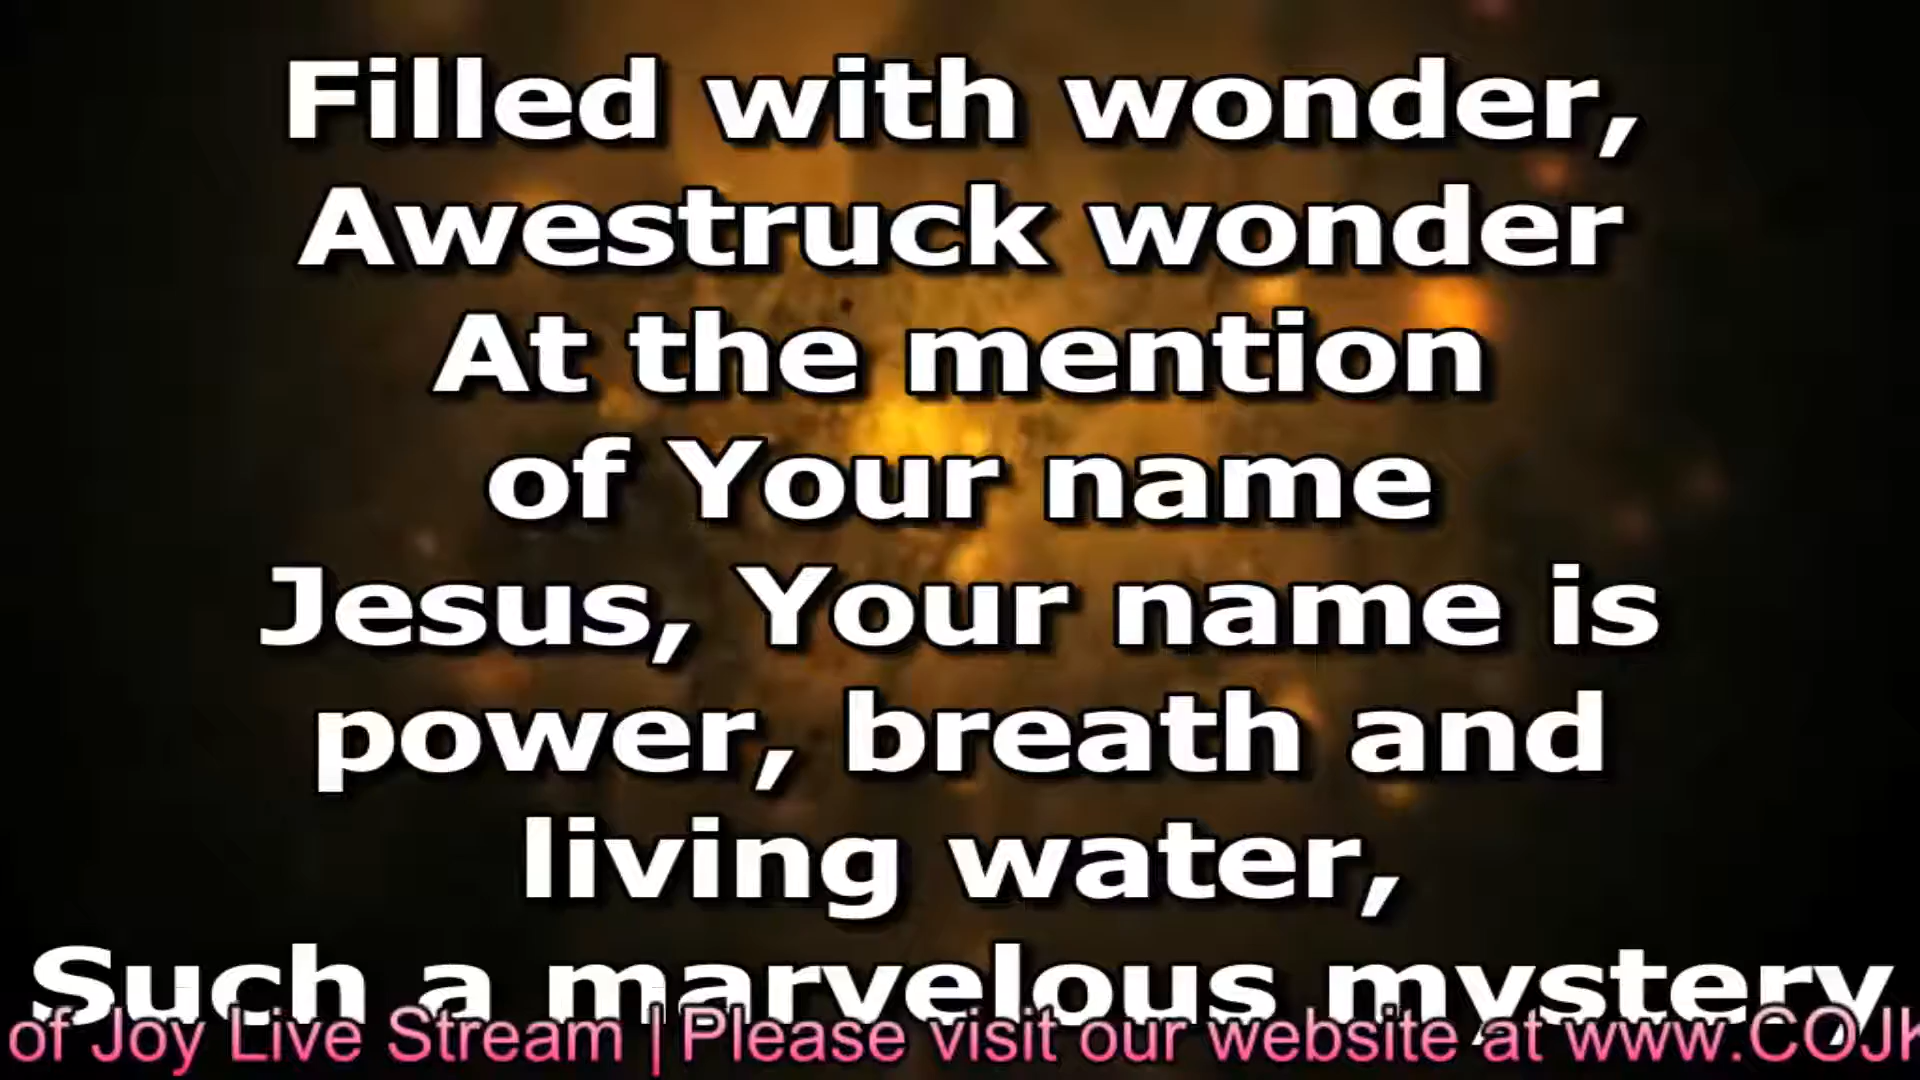 Filled with wonder,
Awestruck wonder
At the mention
of Your name
Jesus, Your name is
power, breath and
living water,
Such a marvelous mystery
of Joy Live Stream | Please visit our website at www.COJ